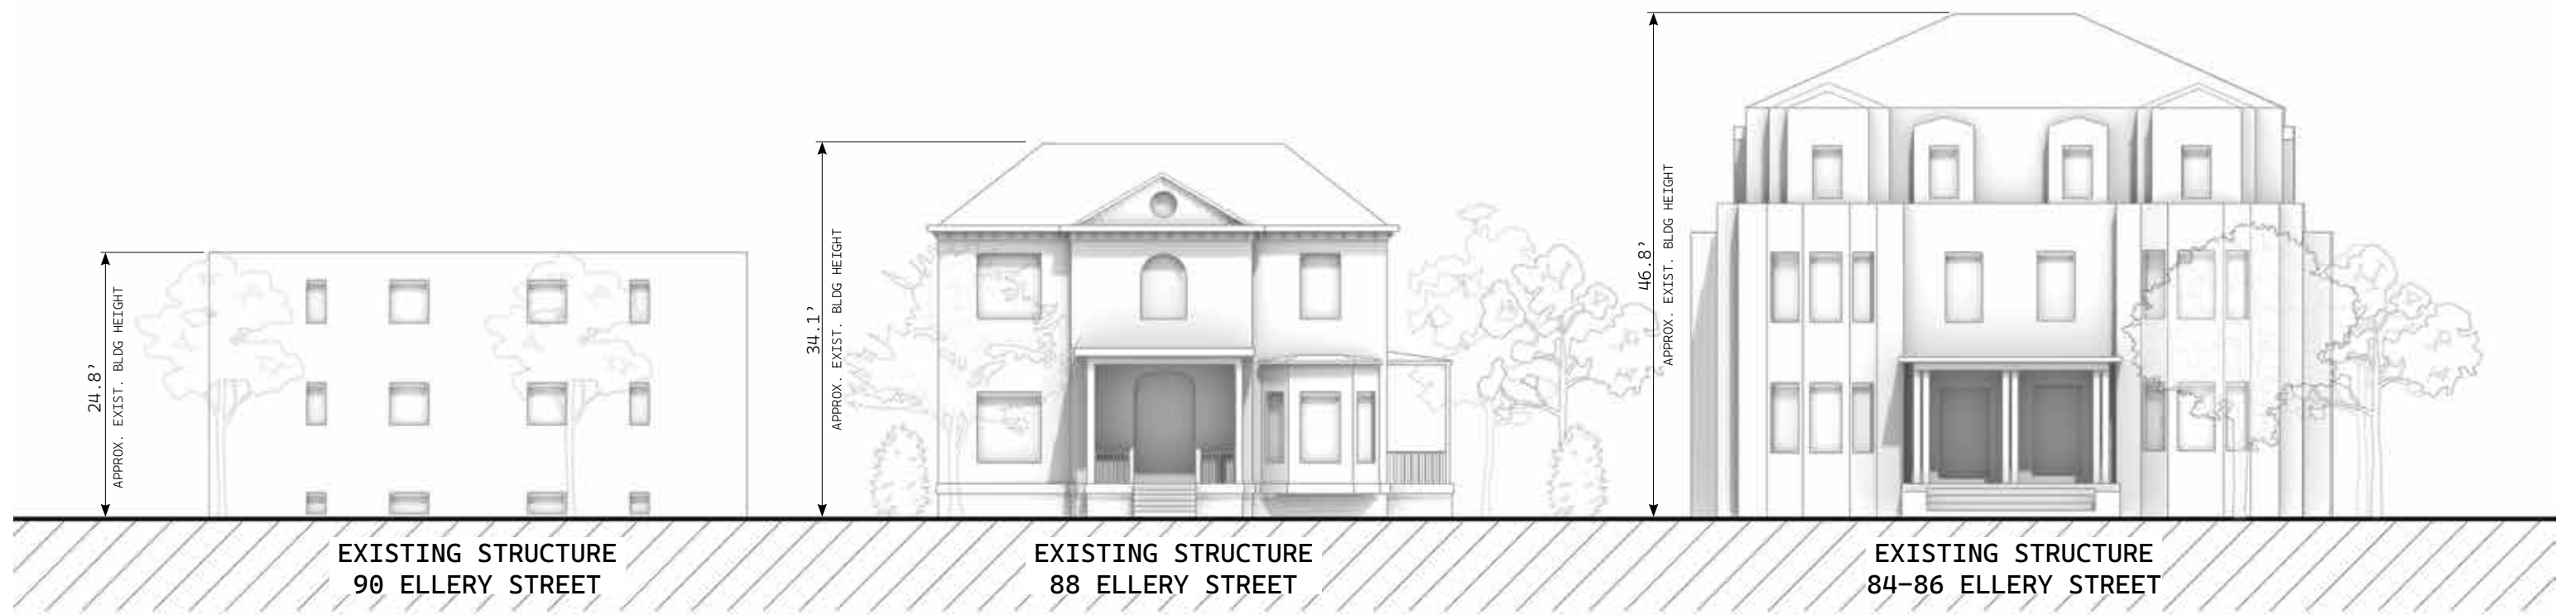 24.8’
APPROX. EXIST. BLDG HEIGHT
34.1’
APPROX. EXIST. BLDG HEIGHT
46.8’
APPROX. EXIST. BLDG HEIGHT
EXISTING STRUCTURE
90 ELLERY STREET
EXISTING STRUCTURE
88 ELLERY STREET
EXISTING STRUCTURE
84–86 ELLERY STREET